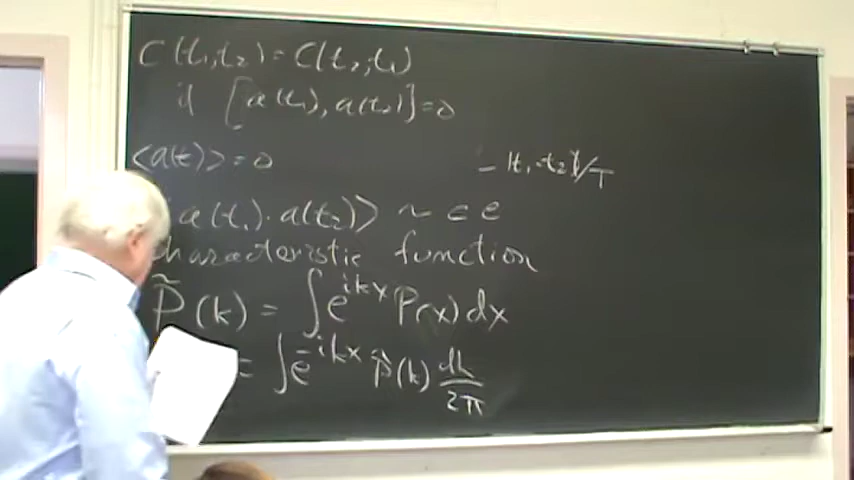 C(t₁,t₂) = C(t₂,t₁)
if [a(t₁), a(t₂)] = 0
<a(t)> = 0
- |t₁-t₂|/T
a(t₁)·a(t₂)> ~ c e
characteristic function
P̃(k) = ∫ e^{ikx} P(x) dx
= ∫ e^{-ikx} P̃(k) dk/2π